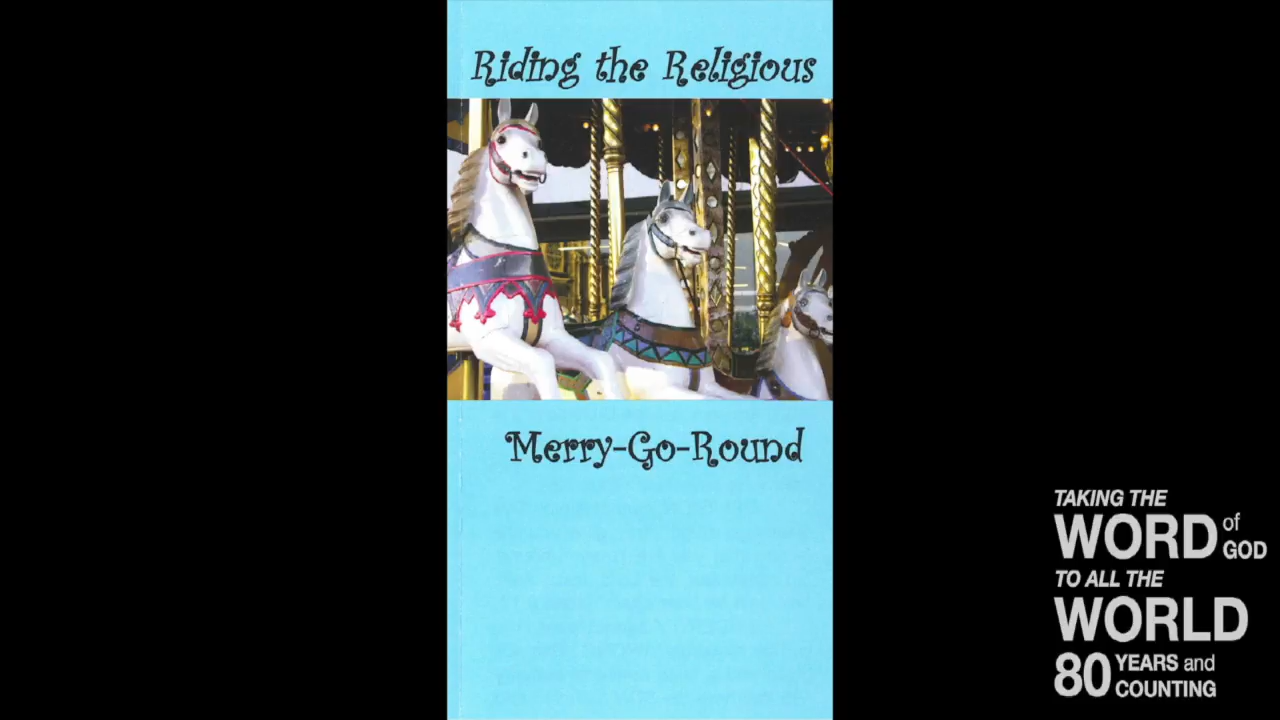 Riding the Religious
Merry-Go-Round
TAKING THE
WORD of GOD
TO ALL THE
WORLD
80 YEARS and
COUNTING